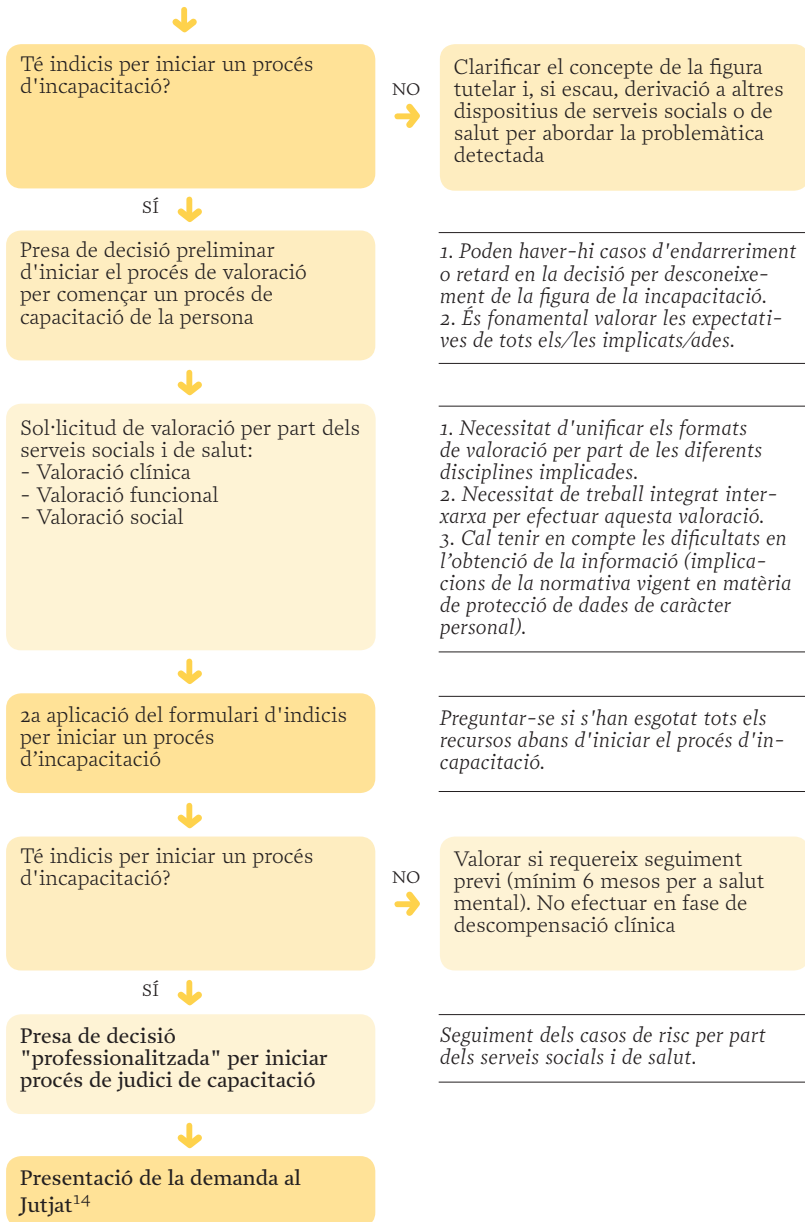 Té indicis per iniciar un procés
d'incapacitació?
NO
Clarificar el concepte de la figura
tutelar i, si escau, derivació a altres
dispositius de serveis socials o de
salut per abordar la problemàtica
detectada
SÍ
Presa de decisió preliminar
d'iniciar el procés de valoració
per començar un procés de
capacitació de la persona
1. Poden haver-hi casos d'endarreriment
o retard en la decisió per desconeixe-
ment de la figura de la incapacitació.
2. És fonamental valorar les expectati-
ves de tots els/les implicats/ades.
Sol·licitud de valoració per part dels
serveis socials i de salut:
- Valoració clínica
- Valoració funcional
- Valoració social
1. Necessitat d'unificar els formats
de valoració per part de les diferents
disciplines implicades.
2. Necessitat de treball integrat inter-
xarxa per efectuar aquesta valoració.
3. Cal tenir en compte les dificultats en
l’obtenció de la informació (implica-
cions de la normativa vigent en matèria
de protecció de dades de caràcter
personal).
2a aplicació del formulari d'indicis
per iniciar un procés
d’incapacitació
Preguntar-se si s'han esgotat tots els
recursos abans d'iniciar el procés d'in-
capacitació.
Té indicis per iniciar un procés
d'incapacitació?
NO
Valorar si requereix seguiment
previ (mínim 6 mesos per a salut
mental). No efectuar en fase de
descompensació clínica
SÍ
Presa de decisió
"professionalitzada" per iniciar
procés de judici de capacitació
Seguiment dels casos de risc per part
dels serveis socials i de salut.
Presentació de la demanda al
Jutjat¹⁴